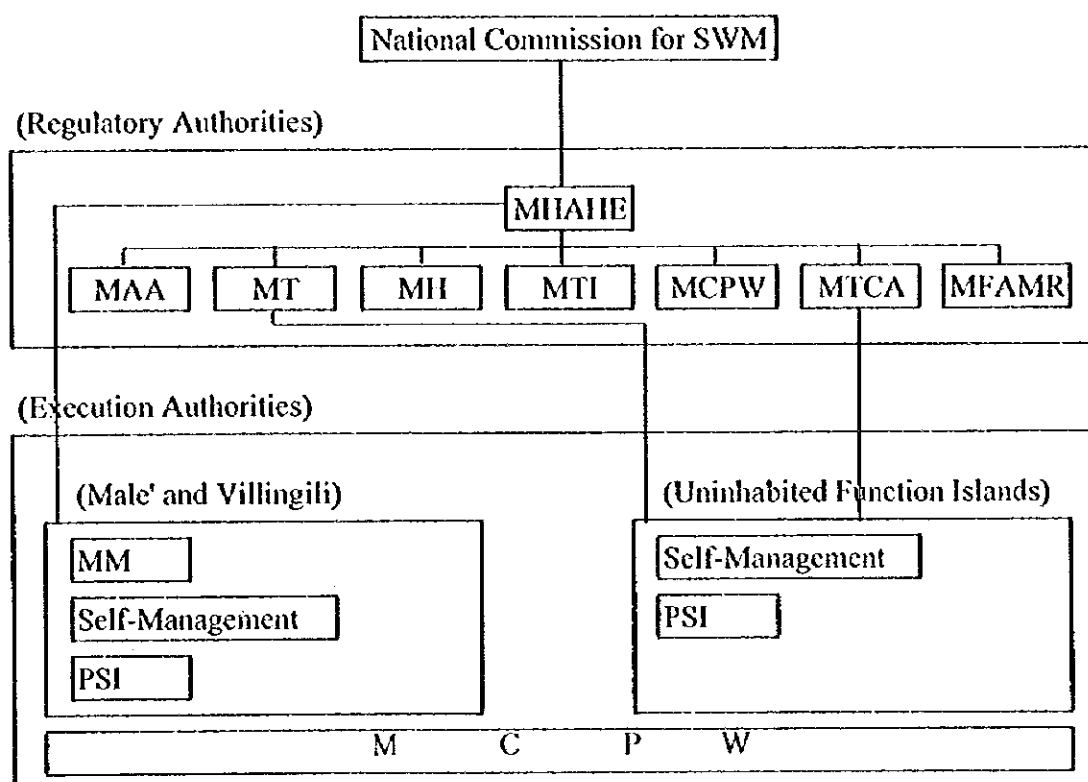 National Commission for SWM
(Regulatory Authorities)
MHAHE
MAA MT MH MTI MCPW MTCA MFAMR
(Execution Authorities)
(Male' and Villingili) (Uninhabited Function Islands)
MM
Self-Management
PSI
Self-Management
PSI
M C P W